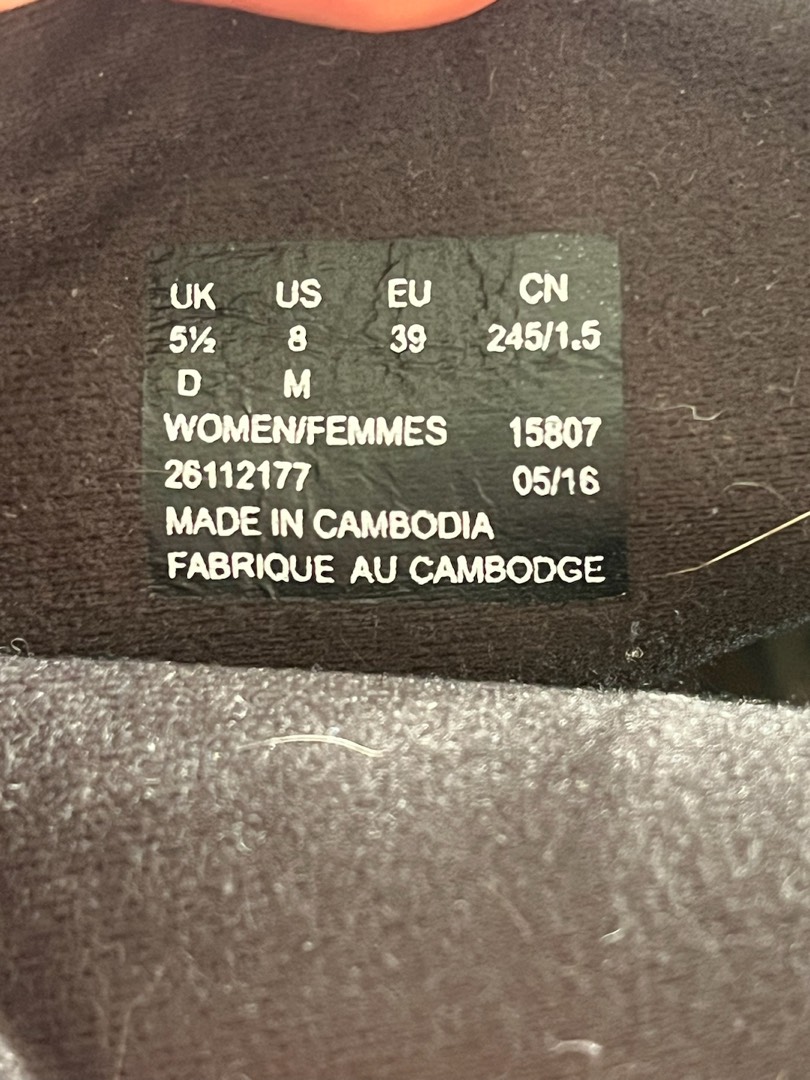 UK US EU CN
5½ 8 39 245/1.5
D M
WOMEN/FEMMES 15807
26112177 05/16
MADE IN CAMBODIA
FABRIQUE AU CAMBODGE